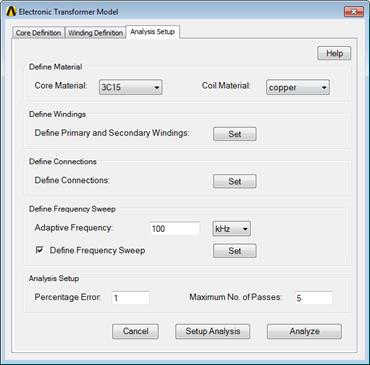 Electronic Transformer Model
Core Definition Winding Definition Analysis Setup
Help
Define Material
Core Material: 3C15 Coil Material: copper
Define Windings
Define Primary and Secondary Windings: Set
Define Connections
Define Connections: Set
Define Frequency Sweep
Adaptive Frequency: 100 kHz
Define Frequency Sweep Set
Analysis Setup
Percentage Error: 1 Maximum No. of Passes: 5
Cancel Setup Analysis Analyze